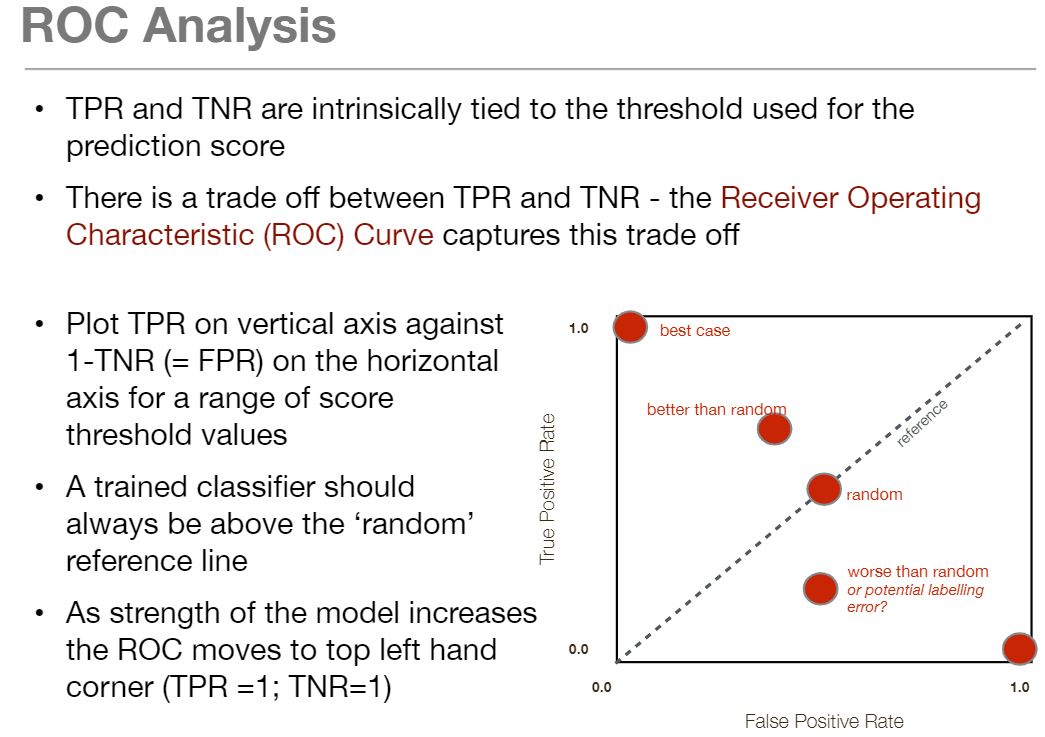 ROC Analysis
• TPR and TNR are intrinsically tied to the threshold used for the
prediction score
• There is a trade off between TPR and TNR - the Receiver Operating
Characteristic (ROC) Curve captures this trade off
• Plot TPR on vertical axis against
1-TNR (= FPR) on the horizontal
axis for a range of score
threshold values
• A trained classifier should
always be above the ‘random’
reference line
• As strength of the model increases
the ROC moves to top left hand
corner (TPR =1; TNR=1)
1.0
best case
better than random
reference
True Positive Rate
random
worse than random
or potential labelling
error?
0.0
0.0
1.0
False Positive Rate